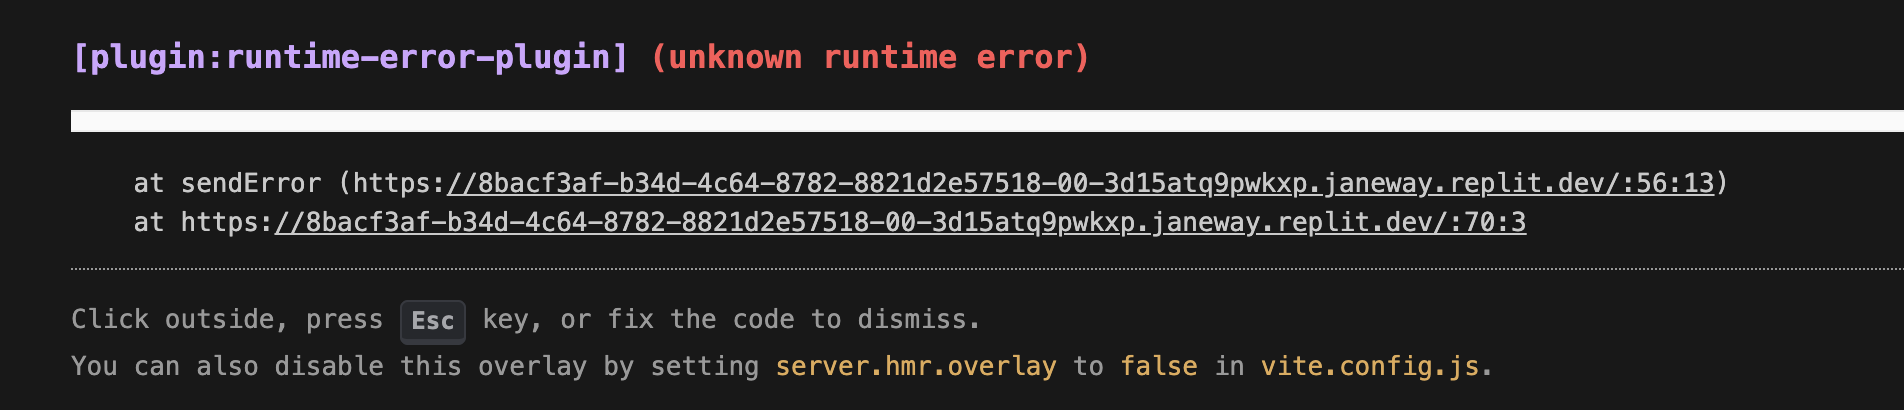 [plugin:runtime-error-plugin] (unknown runtime error)
at sendError (https://8bacf3af-b34d-4c64-8782-8821d2e57518-00-3d15atq9pwkxp.janeway.replit.dev/:56:13)
at https://8bacf3af-b34d-4c64-8782-8821d2e57518-00-3d15atq9pwkxp.janeway.replit.dev/:70:3
Click outside, press Esc key, or fix the code to dismiss.
You can also disable this overlay by setting server.hmr.overlay to false in vite.config.js.